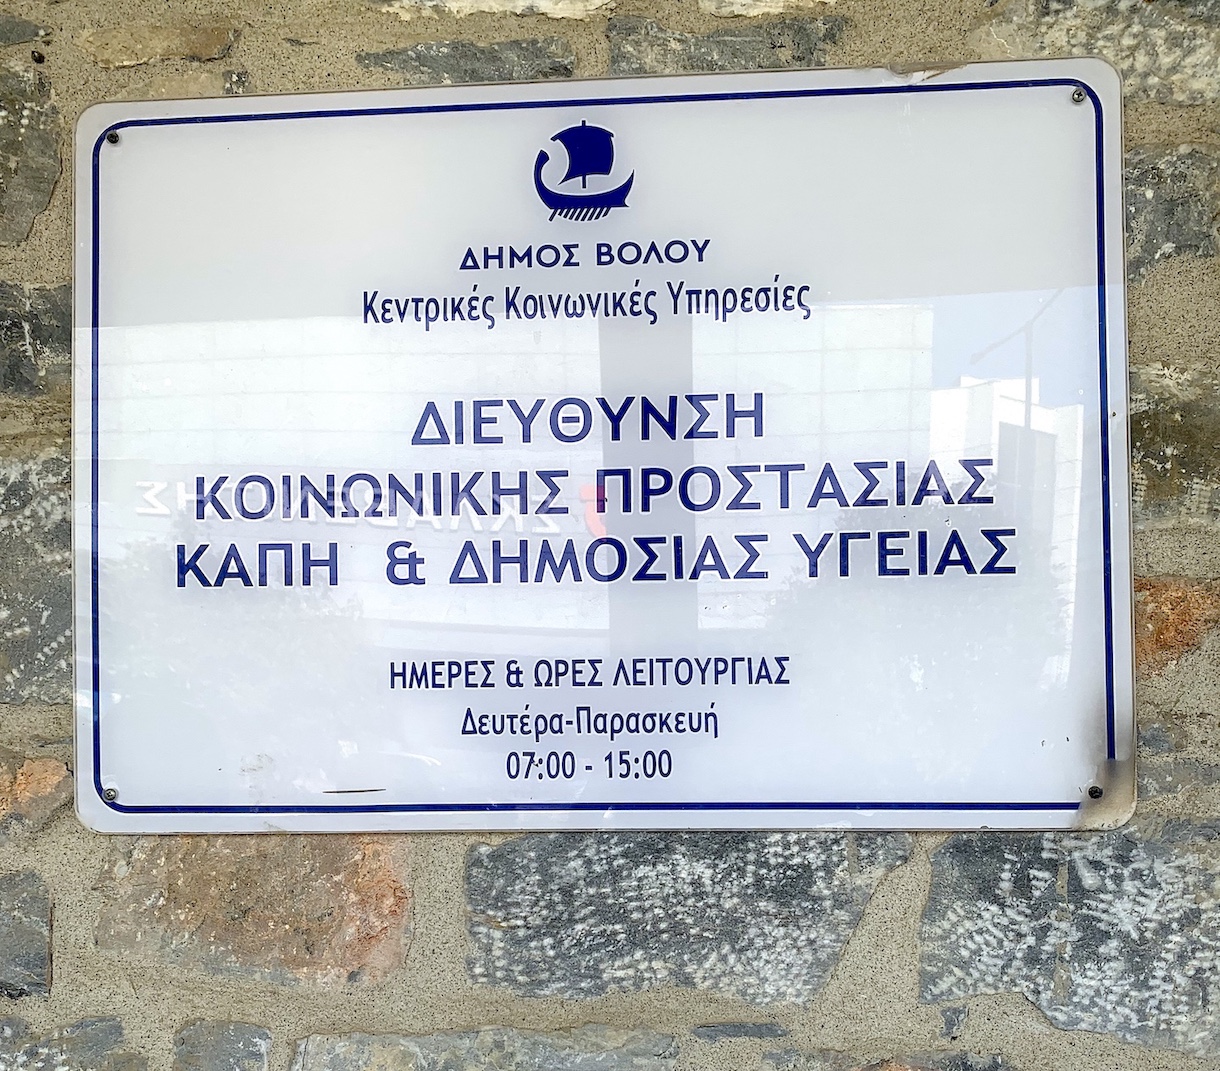 ΔΗΜΟΣ ΒΟΛΟΥ
Κεντρικές Κοινωνικές Υπηρεσίες
ΔΙΕΥΘΥΝΣΗ
ΚΟΙΝΩΝΙΚΗΣ ΠΡΟΣΤΑΣΙΑΣ
ΚΑΠΗ & ΔΗΜΟΣΙΑΣ ΥΓΕΙΑΣ
ΗΜΕΡΕΣ & ΩΡΕΣ ΛΕΙΤΟΥΡΓΙΑΣ
Δευτέρα-Παρασκευή
07:00 - 15:00
ΣΚΛΑΒΕΝΙΤΗΣ